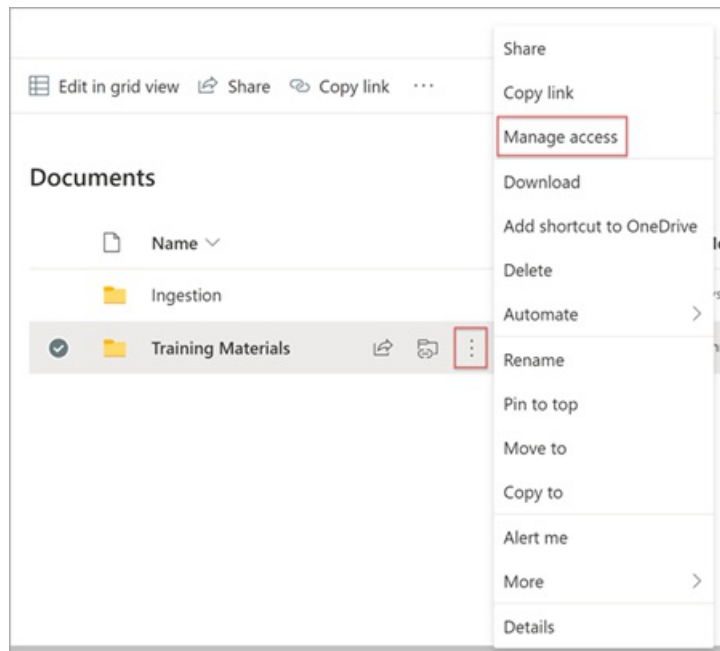 Edit in grid view Share Copy link ...
Documents
Name
Ingestion
Training Materials
Share
Copy link
Manage access
Download
Add shortcut to OneDrive
Delete
Automate
Rename
Pin to top
Move to
Copy to
Alert me
More
Details